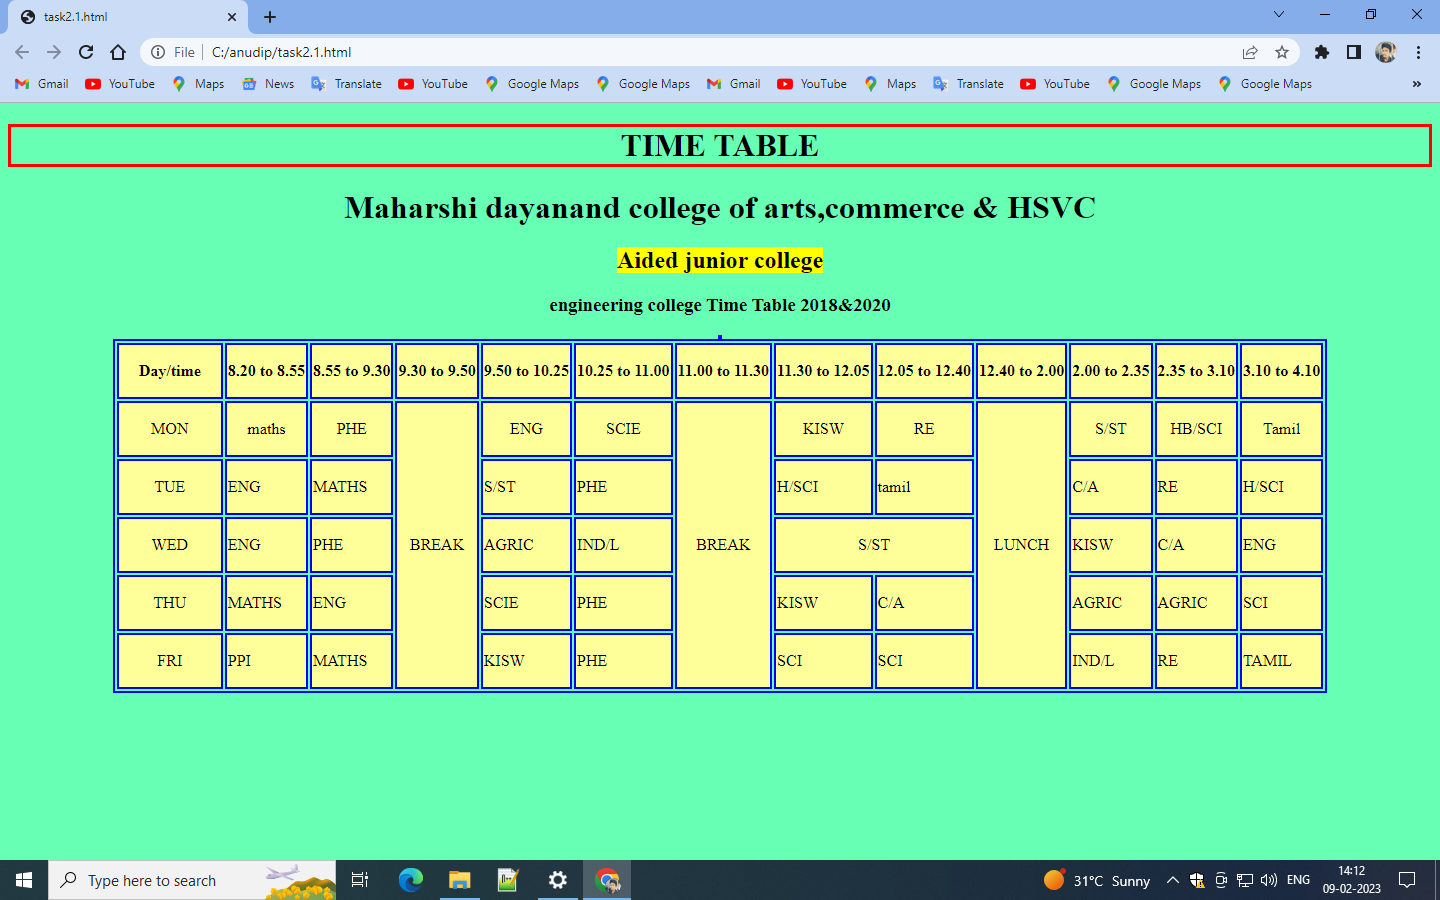 task2.1.html
File C:/anudip/task2.1.html
Gmail YouTube Maps News Translate YouTube Google Maps Google Maps Gmail YouTube Maps Translate YouTube Google Maps Google Maps »
TIME TABLE
Maharshi dayanand college of arts,commerce & HSVC
Aided junior college
engineering college Time Table 2018&2020
Day/time 8.20 to 8.55 8.55 to 9.30 9.30 to 9.50 9.50 to 10.25 10.25 to 11.00 11.00 to 11.30 11.30 to 12.05 12.05 to 12.40 12.40 to 2.00 2.00 to 2.35 2.35 to 3.10 3.10 to 4.10
MON maths PHE ENG SCIE KISW RE S/ST HB/SCI Tamil
TUE ENG MATHS S/ST PHE H/SCI tamil C/A RE H/SCI
WED ENG PHE BREAK AGRIC IND/L BREAK S/ST LUNCH KISW C/A ENG
THU MATHS ENG SCIE PHE KISW C/A AGRIC AGRIC SCI
FRI PPI MATHS KISW PHE SCI SCI IND/L RE TAMIL
Type here to search
31°C Sunny
ENG
14:12
09-02-2023